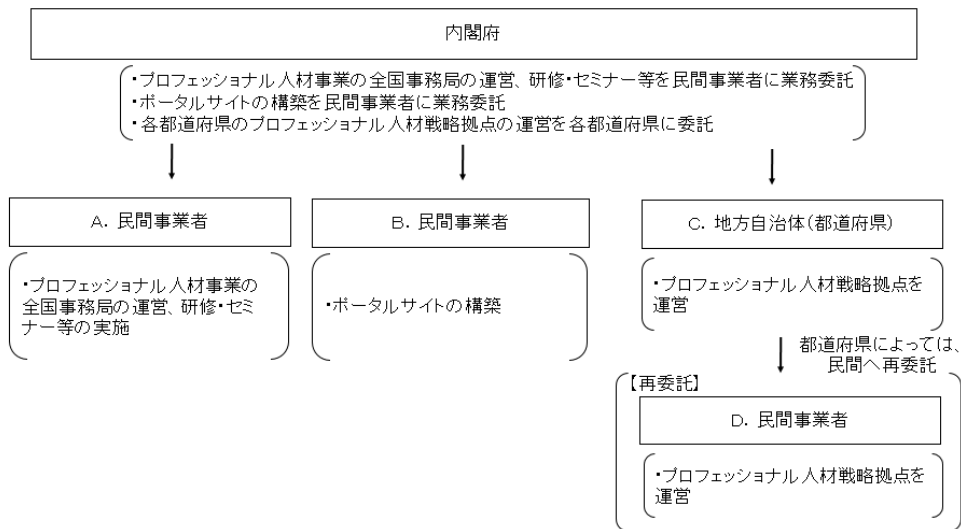 内閣府
・プロフェッショナル人材事業の全国事務局の運営、研修・セミナー等を民間事業者に業務委託
・ポータルサイトの構築を民間事業者に業務委託
・各都道府県のプロフェッショナル人材戦略拠点の運営を各都道府県に委託
A. 民間事業者
・プロフェッショナル人材事業の
全国事務局の運営、研修・セミ
ナー等の実施
B. 民間事業者
・ポータルサイトの構築
C. 地方自治体(都道府県)
・プロフェッショナル人材戦略拠点を
運営
都道府県によっては、
民間へ再委託
【再委託】
D. 民間事業者
・プロフェッショナル人材戦略拠点を
運営